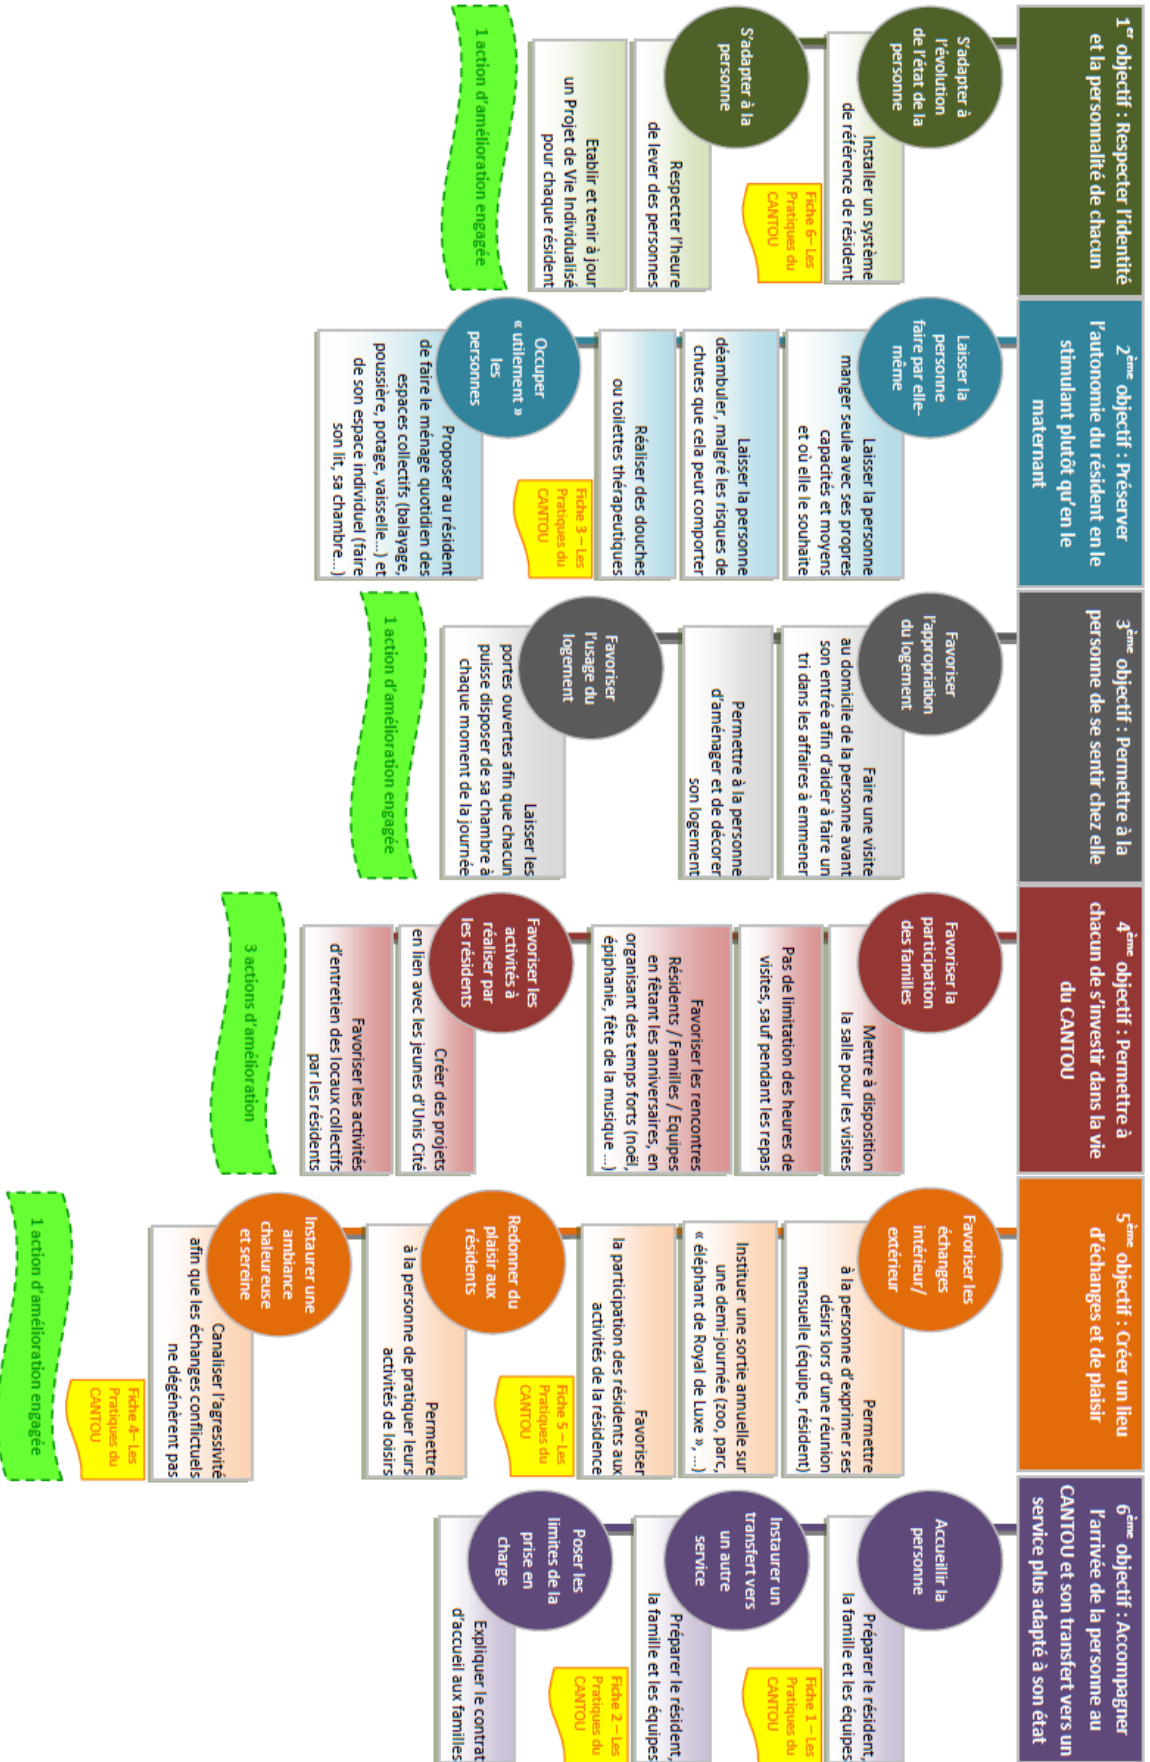 1er objectif : Respecter l'identité
et la personnalité de chacun
S'adapter à
l'évolution
de l'état de la
personne
Installer un système
de référence de résident
Fiche 6– Les
Pratiques du
CANTOU
S'adapter à la
personne
Respecter l'heure
de lever des personnes
Etablir et tenir à jour
un Projet de Vie Individualisé
pour chaque résident
1 action d'amélioration engagée
2ème objectif : Préserver
l'autonomie du résident en le
stimulant plutôt qu'en le
maternant
Laisser la
personne
faire par elle-
même
Laisser la personne
manger seule avec ses propres
capacités et moyens
et où elle le souhaite
Laisser la personne
déambuler, malgré les risques de
chutes que cela peut comporter
Réaliser des douches
ou toilettes thérapeutiques
Fiche 3 – Les
Pratiques du
CANTOU
Occuper
« utilement »
les
personnes
Proposer au résident
de faire le ménage quotidien des
espaces collectifs (balayage,
poussière, potage, vaisselle...) et
de son espace individuel (faire
son lit, sa chambre...)
3ème objectif : Permettre à la
personne de se sentir chez elle
Favoriser
l'appropriation
du logement
Faire une visite
au domicile de la personne avant
son entrée afin d'aider à faire un
tri dans les affaires à emmener
Permettre à la personne
d'aménager et de décorer
son logement
Favoriser
l'usage du
logement
Laisser les
portes ouvertes afin que chacun
puisse disposer de sa chambre à
chaque moment de la journée
1 action d'amélioration engagée
4ème objectif : Permettre à
chacun de s'investir dans la vie
du CANTOU
Favoriser la
participation
des familles
Mettre à disposition
la salle pour les visites
Pas de limitation des heures de
visites, sauf pendant les repas
Favoriser les rencontres
Résidents / Familles / Equipes
en fêtant les anniversaires, en
organisant des temps forts (noël,
épiphanie, fête de la musique ...)
Favoriser les
activités à
réaliser par
les résidents
Créer des projets
en lien avec les jeunes d'Unis Cité
Favoriser les activités
d'entretien des locaux collectifs
par les résidents
3 actions d'amélioration
5ème objectif : Créer un lieu
d'échanges et de plaisir
Favoriser les
échanges
intérieur/
extérieur
Permettre
à la personne d'exprimer ses
désirs lors d'une réunion
mensuelle (équipe, résident)
Instituer une sortie annuelle sur
une demi-journée (zoo, parc,
« éléphant de Royal de Luxe », ...)
Favoriser
la participation des résidents aux
activités de la résidence
Fiche 5 – Les
Pratiques du
CANTOU
Redonner du
plaisir aux
résidents
Permettre
à la personne de pratiquer leurs
activités de loisirs
Instaurer une
ambiance
chaleureuse
et sereine
Canaliser l'agressivité
afin que les échanges conflictuels
ne dégénèrent pas
Fiche 4– Les
Pratiques du
CANTOU
1 action d'amélioration engagée
6ème objectif : Accompagner
l'arrivée de la personne au
CANTOU et son transfert vers un
service plus adapté à son état
Accueillir la
personne
Préparer le résident,
la famille et les équipes
Fiche 1 – Les
Pratiques du
CANTOU
Instaurer un
transfert vers
un autre
service
Préparer le résident,
la famille et les équipes
Fiche 2 – Les
Pratiques du
CANTOU
Poser les
limites de la
prise en
charge
Expliquer le contrat
d'accueil aux familles